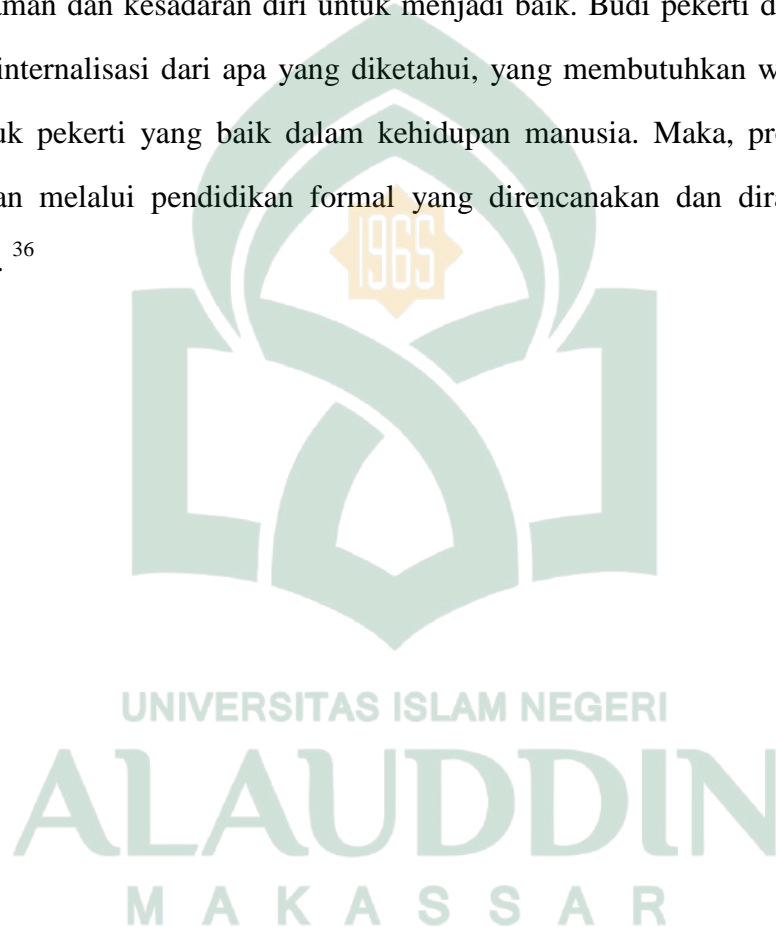 aman dan kesadaran diri untuk menjadi baik. Budi pekerti d
internalisasi dari apa yang diketahui, yang membutuhkan w
uk pekerti yang baik dalam kehidupan manusia. Maka, pr
an melalui pendidikan formal yang direncanakan dan dir
. 36
1965
UNIVERSITAS ISLAM NEGERI
ALAUDDIN
MAKASSAR